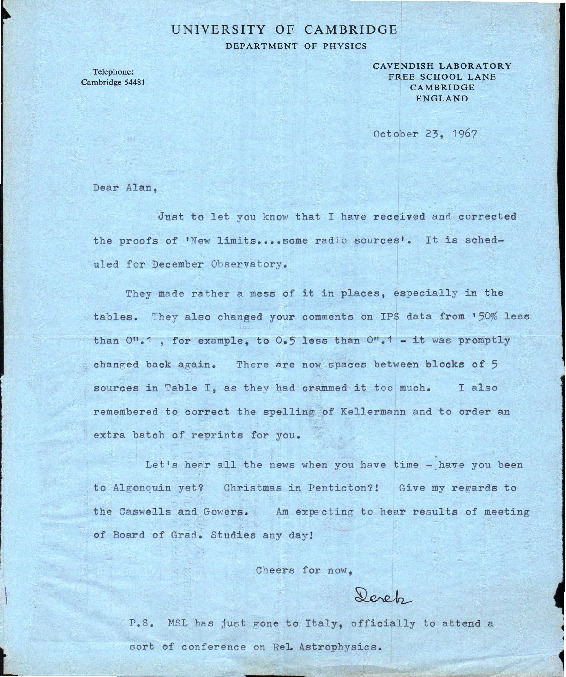 UNIVERSITY OF CAMBRIDGE
DEPARTMENT OF PHYSICS
Telephone:
Cambridge 54481
CAVENDISH LABORATORY
FREE SCHOOL LANE
CAMBRIDGE
ENGLAND
October 23, 1967
Dear Alan,
Just to let you know that I have received and corrected
the proofs of 'New limits....some radio sources'. It is sched-
uled for December Observatory.
They made rather a mess of it in places, especially in the
tables. They also changed your comments on IPS data from '50% less
than 0".1 , for example, to 0.5 less than 0".1 - it was promptly
changed back again. There are now spaces between blocks of 5
sources in Table I, as they had crammed it too much. I also
remembered to correct the spelling of Kellermann and to order an
extra batch of reprints for you.
Let's hear all the news when you have time - have you been
to Algonquin yet? Christmas in Penticton?! Give my regards to
the Caswells and Gowers. Am expecting to hear results of meeting
of Board of Grad. Studies any day!
Cheers for now,
Derek
P.S. MSL has just gone to Italy, officially to attend a
sort of conference on Rel. Astrophysics.